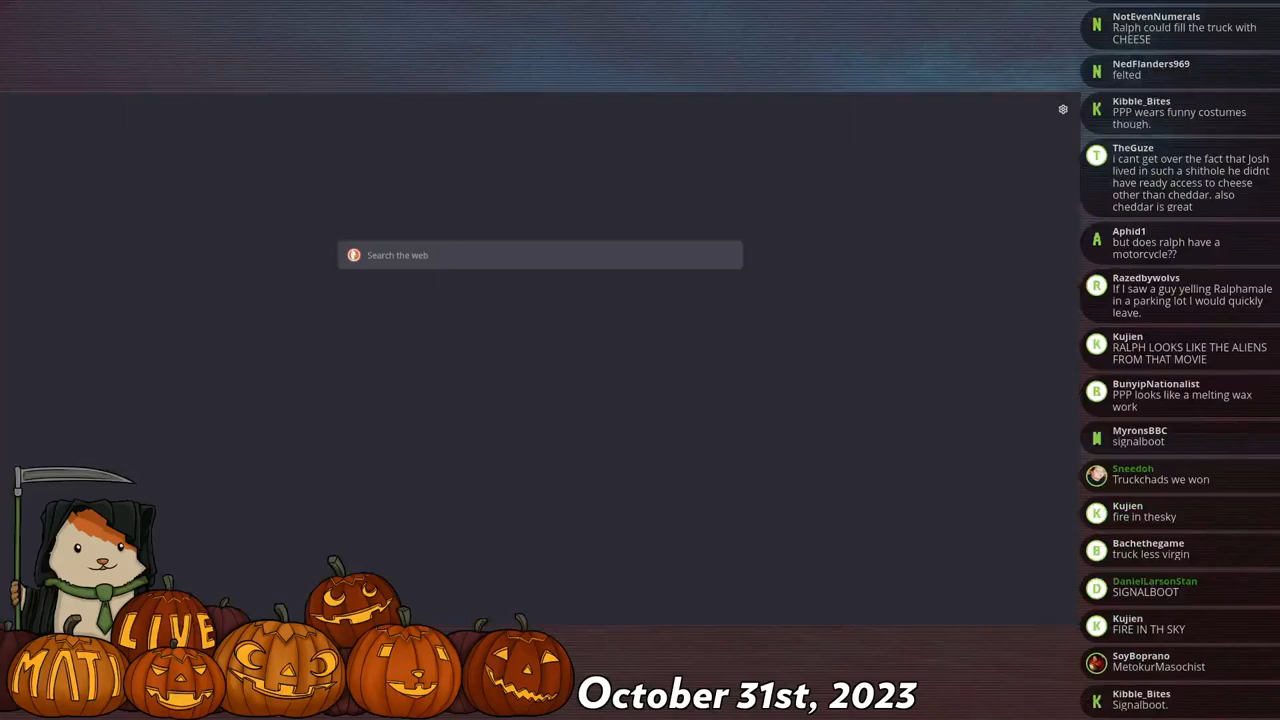 Search the web
LIVE
MATI
October 31st, 2023
NotEvenNumerals
Ralph could fill the truck with
CHEESE
NedFlanders969
felted
Kibble_Bites
PPP wears funny costumes
though.
TheGuze
i cant get over the fact that Josh
lived in such a shithole he didnt
have ready access to cheese
other than cheddar. also
cheddar is great
Aphid1
but does ralph have a
motorcycle??
Razedbywolvs
If I saw a guy yelling Ralphamale
in a parking lot I would quickly
leave.
Kujien
RALPH LOOKS LIKE THE ALIENS
FROM THAT MOVIE
BunyipNationalist
PPP looks like a melting wax
work
MyronsBBC
signalboot
Sneedoh
Truckchads we won
Kujien
fire in thesky
Bachethegame
truck less virgin
DanielLarsonStan
SIGNALBOOT
Kujien
FIRE IN TH SKY
SoyBoprano
MetokurMasochist
Kibble_Bites
Signalboot.
N
N
K
T
A
R
K
B
M
K
B
D
K
K